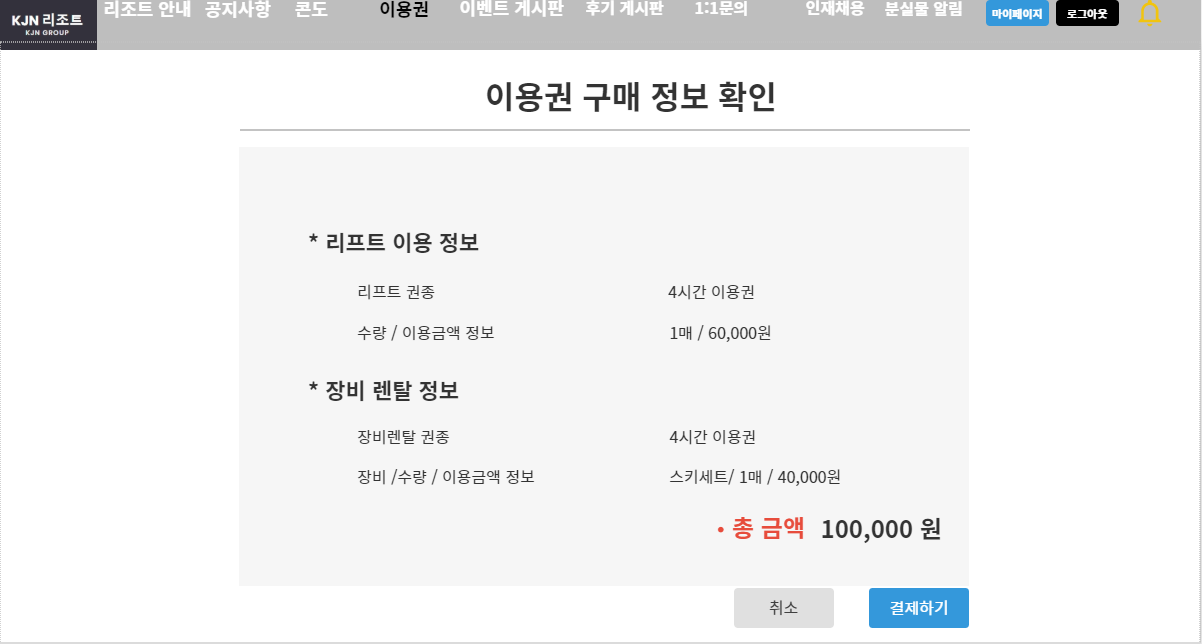 KJN 리조트
KJN GROUP
리조트 안내 공지사항 콘도 이용권 이벤트 게시판 후기 게시판 1:1문의 인재채용 분실물 알림 마이페이지 로그아웃
이용권 구매 정보 확인
* 리프트 이용 정보
리프트 권종 4시간 이용권
수량 / 이용금액 정보 1매 / 60,000원
* 장비 렌탈 정보
장비렌탈 권종 4시간 이용권
장비 /수량 / 이용금액 정보 스키세트/ 1매 / 40,000원
• 총 금액 100,000 원
취소 결제하기